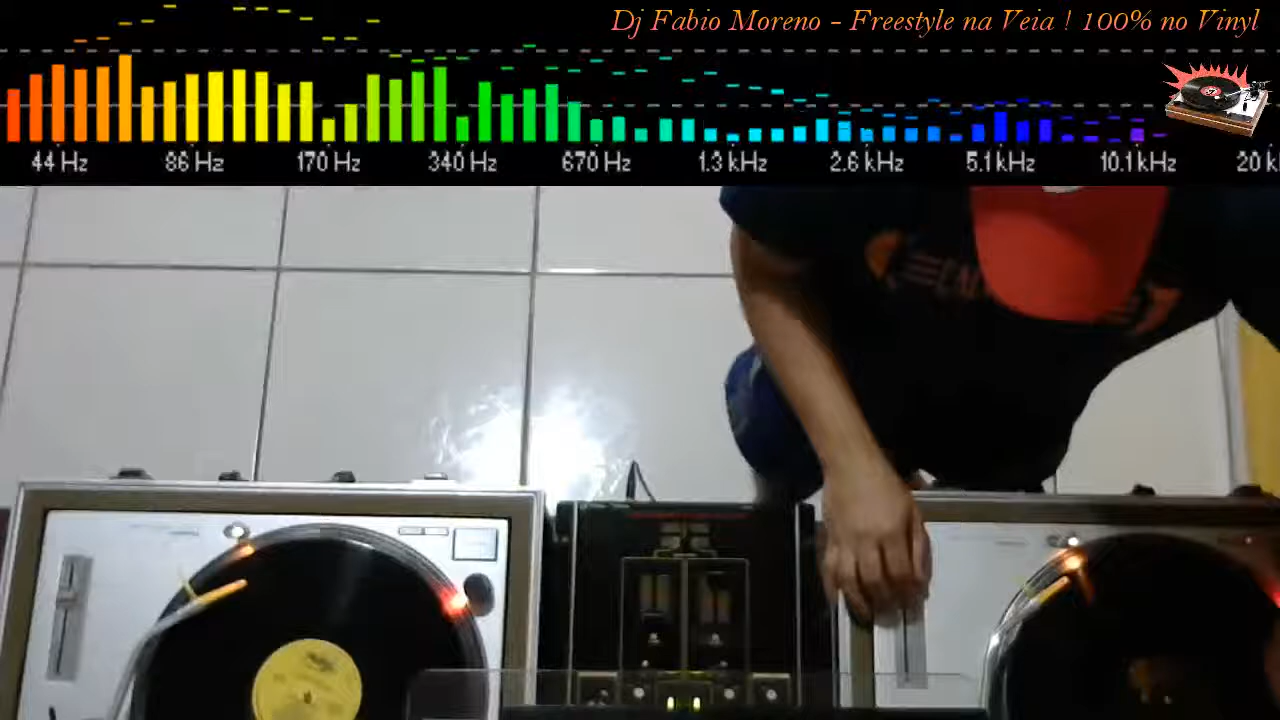 Dj Fabio Moreno - Freestyle na Veia ! 100% no Vinyl
44 Hz 86 Hz 170 Hz 340 Hz 670 Hz 1.3 kHz 2.6 kHz 5.1 kHz 10.1 kHz 20 k